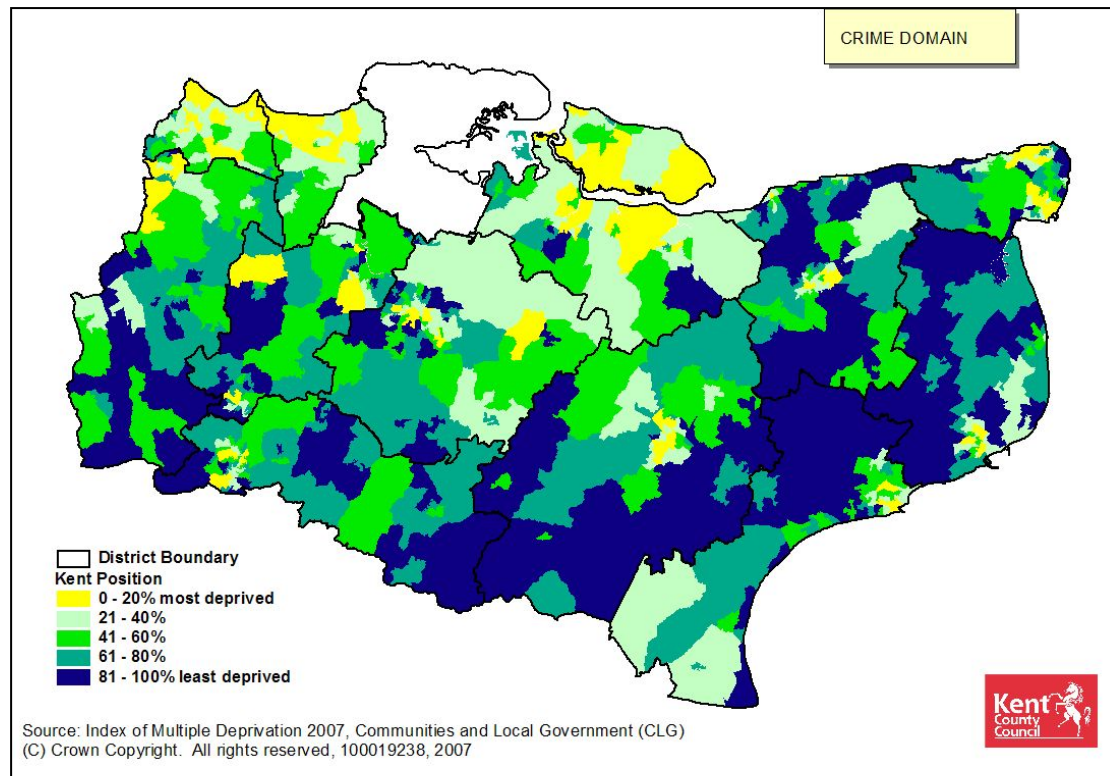 CRIME DOMAIN
District Boundary
Kent Position
0 - 20% most deprived
21 - 40%
41 - 60%
61 - 80%
81 - 100% least deprived
Source: Index of Multiple Deprivation 2007, Communities and Local Government (CLG)
(C) Crown Copyright.  All rights reserved, 100019238, 2007
Kent
County
Council